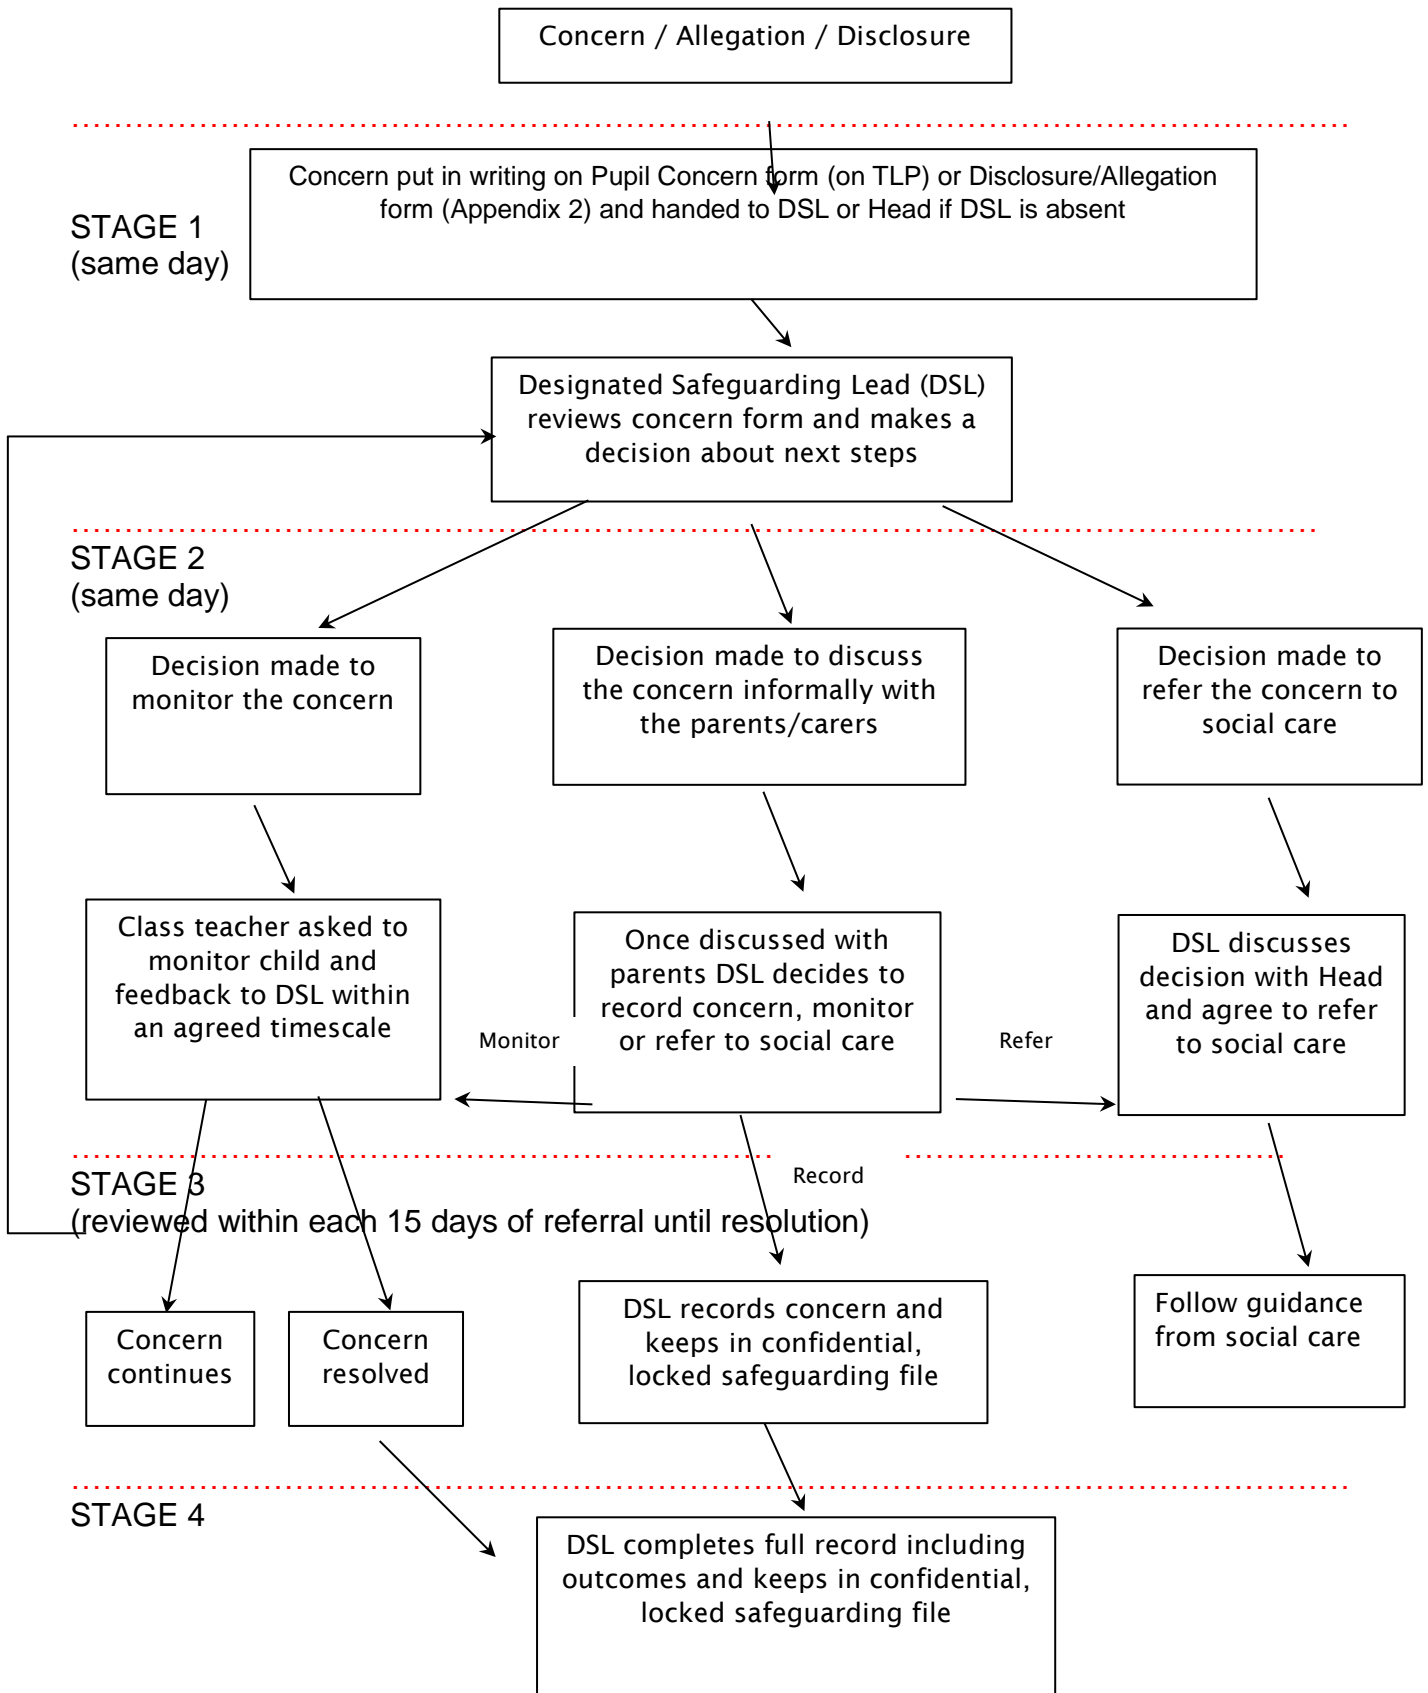 Concern / Allegation / Disclosure
Concern put in writing on Pupil Concern form (on TLP) or Disclosure/Allegation
form (Appendix 2) and handed to DSL or Head if DSL is absent
STAGE 1
(same day)
Designated Safeguarding Lead (DSL)
reviews concern form and makes a
decision about next steps
STAGE 2
(same day)
Decision made to
monitor the concern
Decision made to discuss
the concern informally with
the parents/carers
Decision made to
refer the concern to
social care
Class teacher asked to
monitor child and
feedback to DSL within
an agreed timescale
Monitor
Once discussed with
parents DSL decides to
record concern, monitor
or refer to social care
Refer
DSL discusses
decision with Head
and agree to refer
to social care
STAGE 3
(reviewed within each 15 days of referral until resolution)
Record
Concern
continues
Concern
resolved
DSL records concern and
keeps in confidential,
locked safeguarding file
Follow guidance
from social care
STAGE 4
DSL completes full record including
outcomes and keeps in confidential,
locked safeguarding file